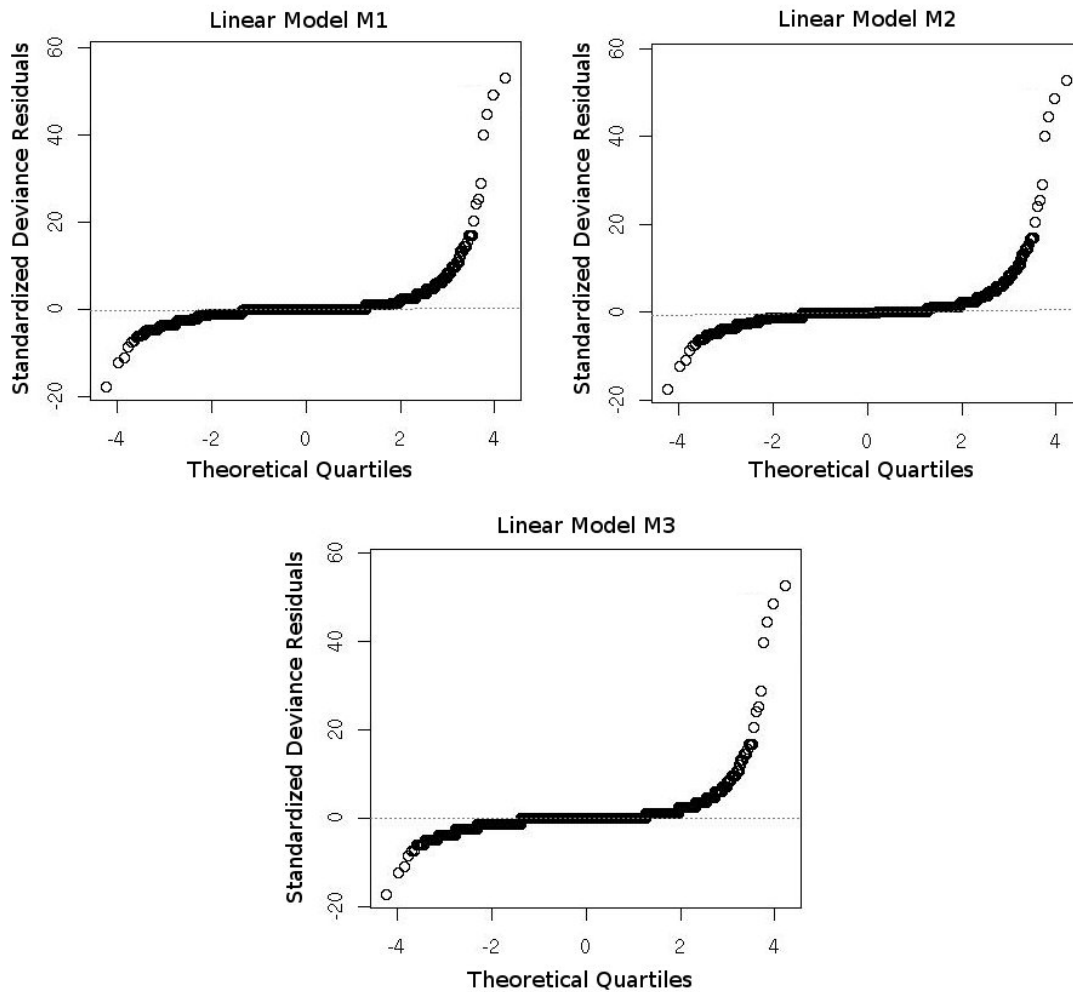 Linear Model M1
Standardized Deviance Residuals
60
40
20
0
-20
-4 -2 0 2 4
Theoretical Quartiles
Linear Model M2
Standardized Deviance Residuals
60
40
20
0
-20
-4 -2 0 2 4
Theoretical Quartiles
Linear Model M3
Standardized Deviance Residuals
60
40
20
0
-20
-4 -2 0 2 4
Theoretical Quartiles